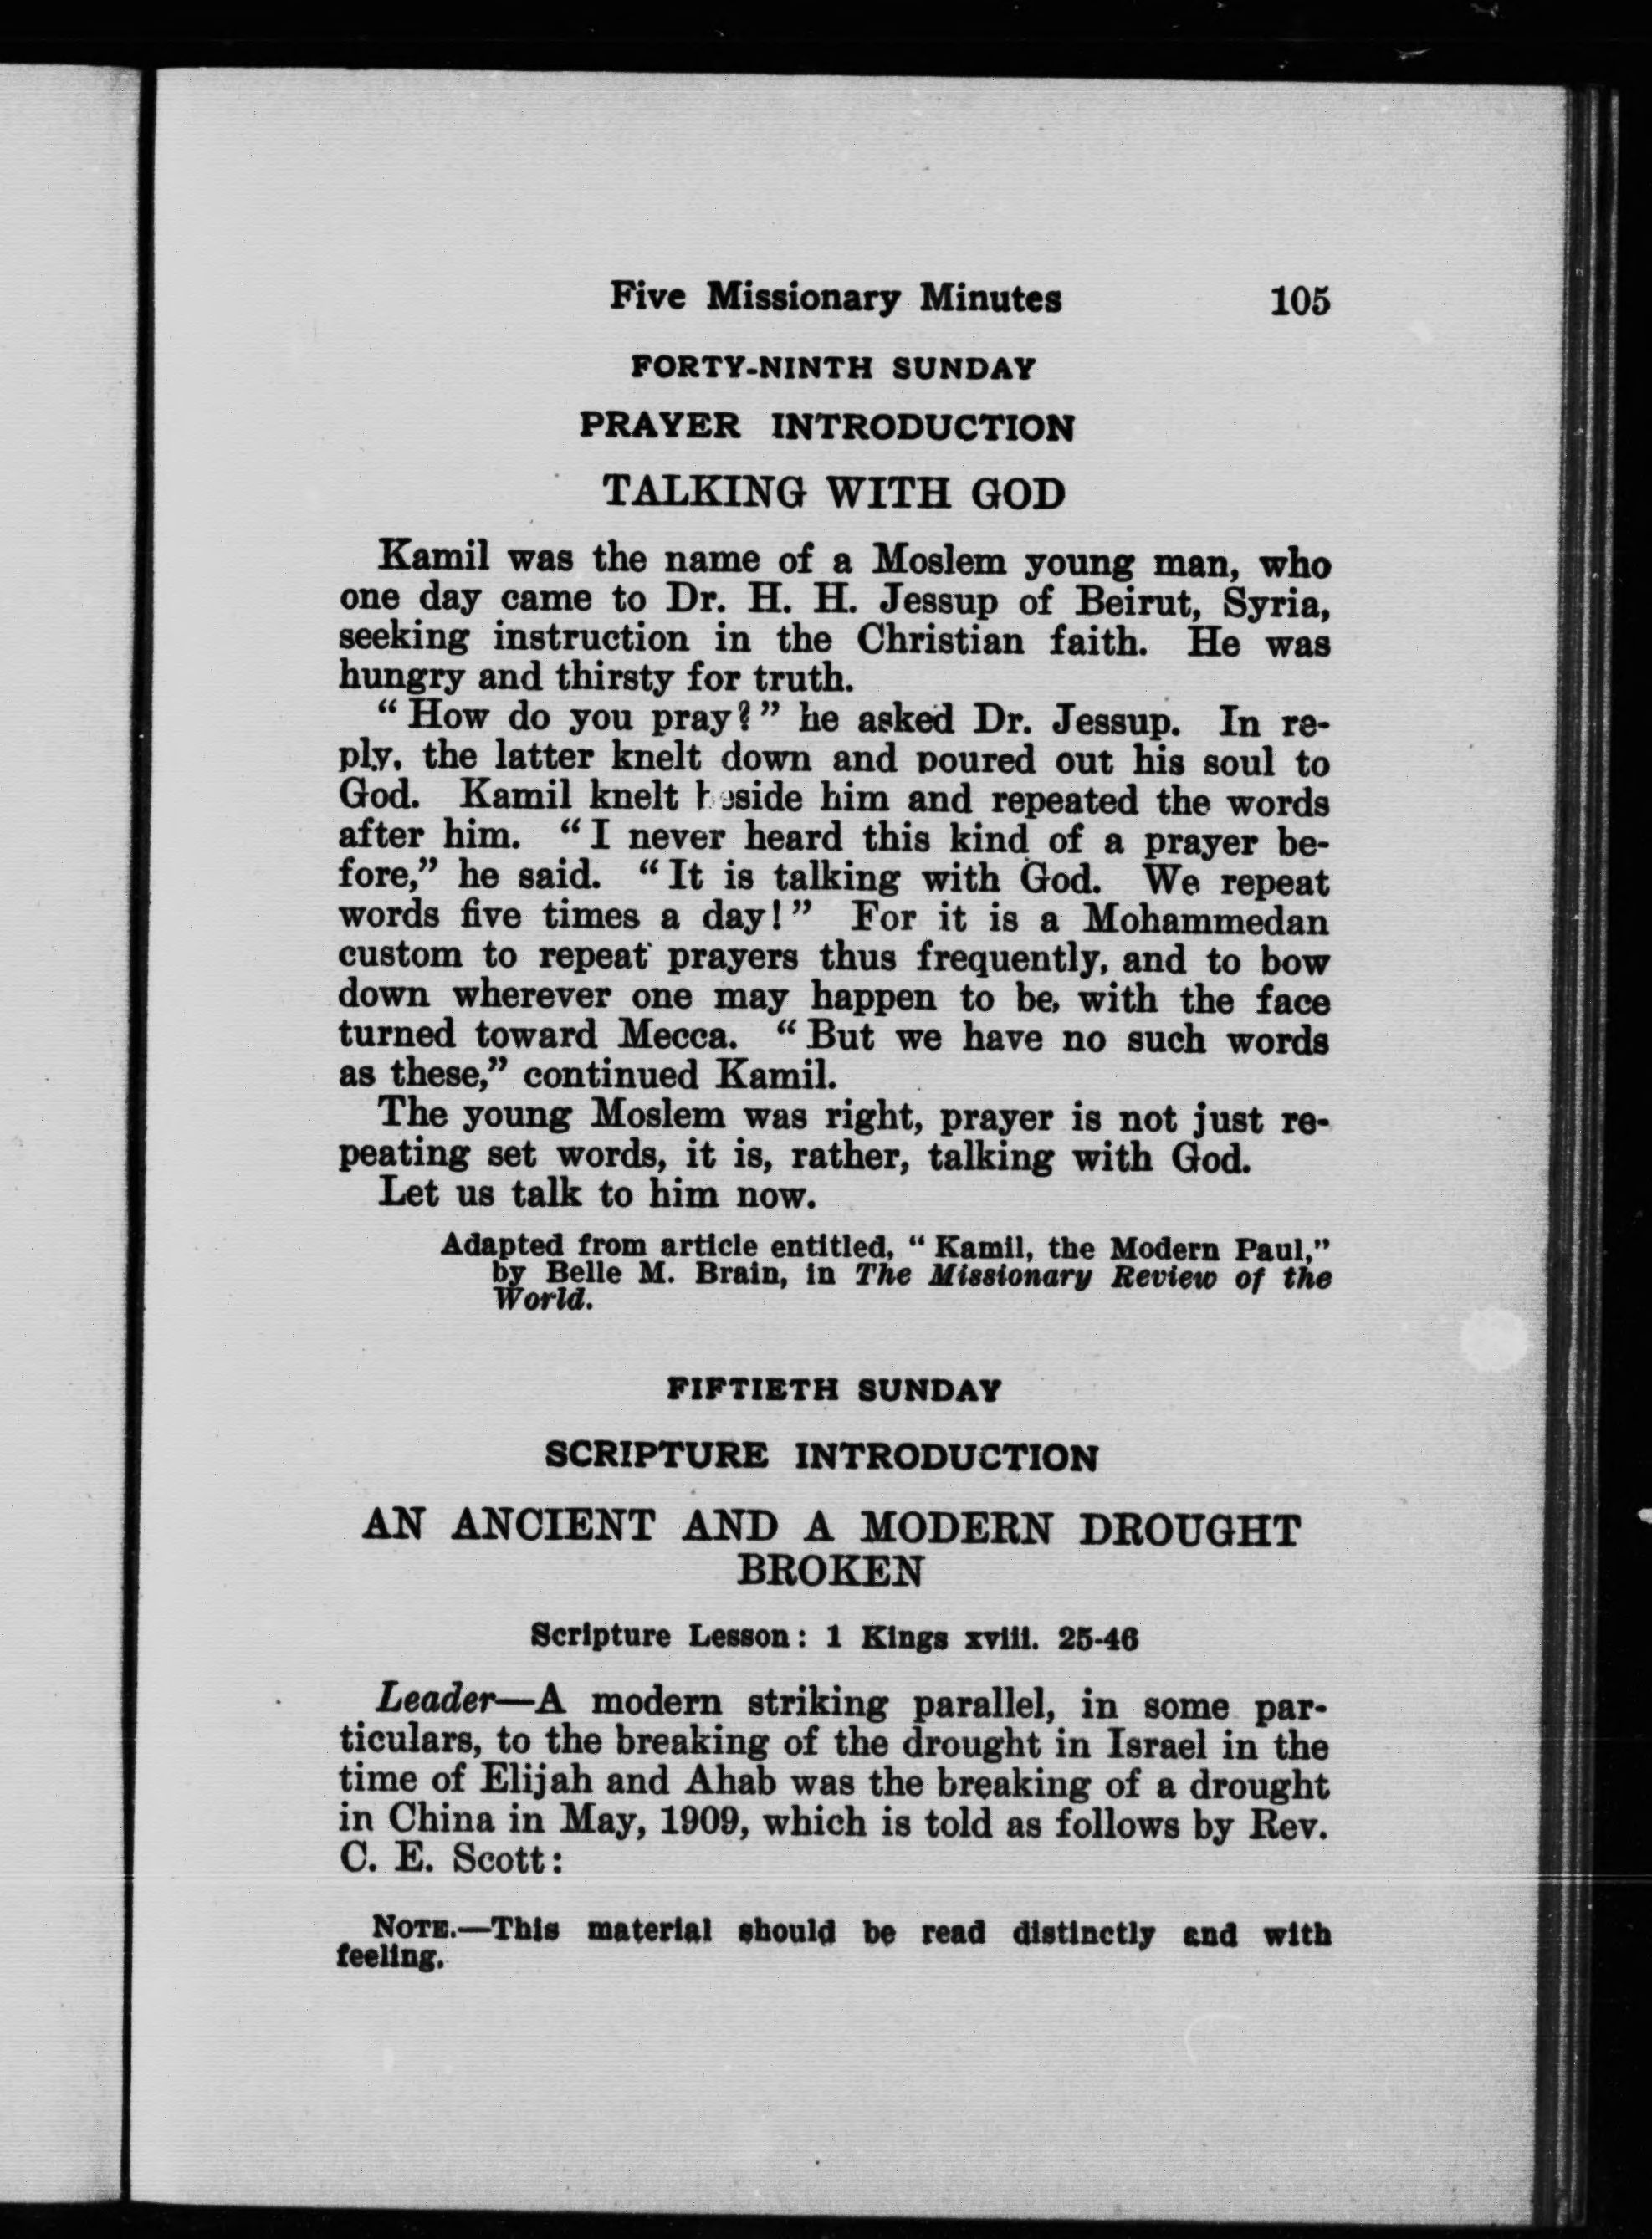 Five Missionary Minutes 105
FORTY-NINTH SUNDAY
PRAYER INTRODUCTION
TALKING WITH GOD
Kamil was the name of a Moslem young man, who
one day came to Dr. H. H. Jessup of Beirut, Syria,
seeking instruction in the Christian faith. He was
hungry and thirsty for truth.
“How do you pray?” he asked Dr. Jessup. In re-
ply, the latter knelt down and poured out his soul to
God. Kamil knelt beside him and repeated the words
after him. “I never heard this kind of a prayer be-
fore,” he said. “It is talking with God. We repeat
words five times a day!” For it is a Mohammedan
custom to repeat prayers thus frequently, and to bow
down wherever one may happen to be, with the face
turned toward Mecca. “But we have no such words
as these,” continued Kamil.
The young Moslem was right, prayer is not just re-
peating set words, it is, rather, talking with God.
Let us talk to him now.
Adapted from article entitled, “Kamil, the Modern Paul,”
by Belle M. Brain, in The Missionary Review of the
World.
FIFTIETH SUNDAY
SCRIPTURE INTRODUCTION
AN ANCIENT AND A MODERN DROUGHT
BROKEN
Scripture Lesson: 1 Kings xviii. 25-46
Leader—A modern striking parallel, in some par-
ticulars, to the breaking of the drought in Israel in the
time of Elijah and Ahab was the breaking of a drought
in China in May, 1909, which is told as follows by Rev.
C. E. Scott:
NOTE.—This material should be read distinctly and with
feeling.